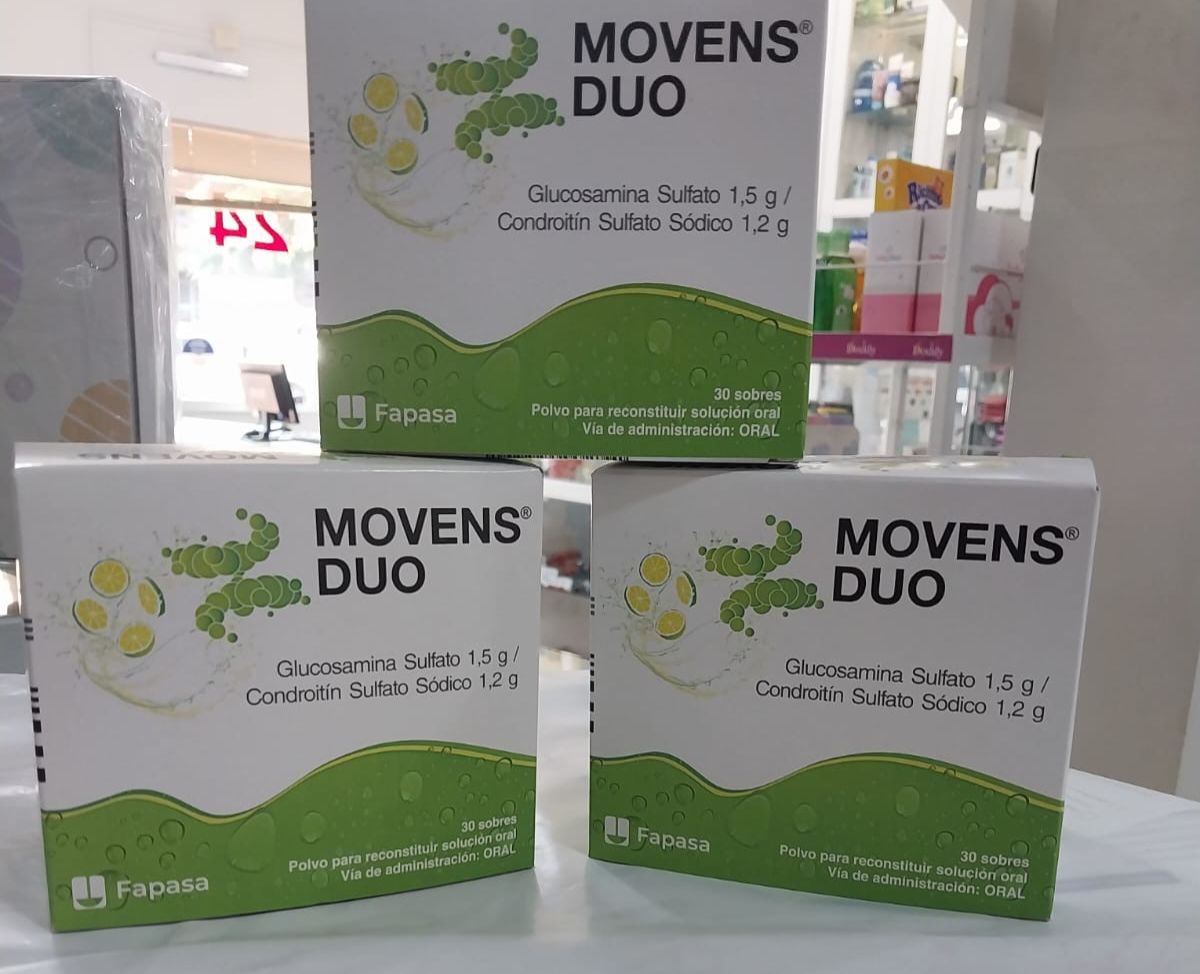 MOVENS®
DUO
Glucosamina Sulfato 1,5 g /
Condroitín Sulfato Sódico 1,2 g
30 sobres
Polvo para reconstituir solución oral
Vía de administración: ORAL
Fapasa
24
MOVENS
MOVENS®
DUO
Glucosamina Sulfato 1,5 g /
Condroitín Sulfato Sódico 1,2 g
30 sobres
Polvo para reconstituir solución oral
Vía de administración: ORAL
Fapasa
MOVENS®
DUO
Glucosamina Sulfato 1,5 g /
Condroitín Sulfato Sódico 1,2 g
30 sobres
Polvo para reconstituir solución oral
Vía de administración: ORAL
Fapasa